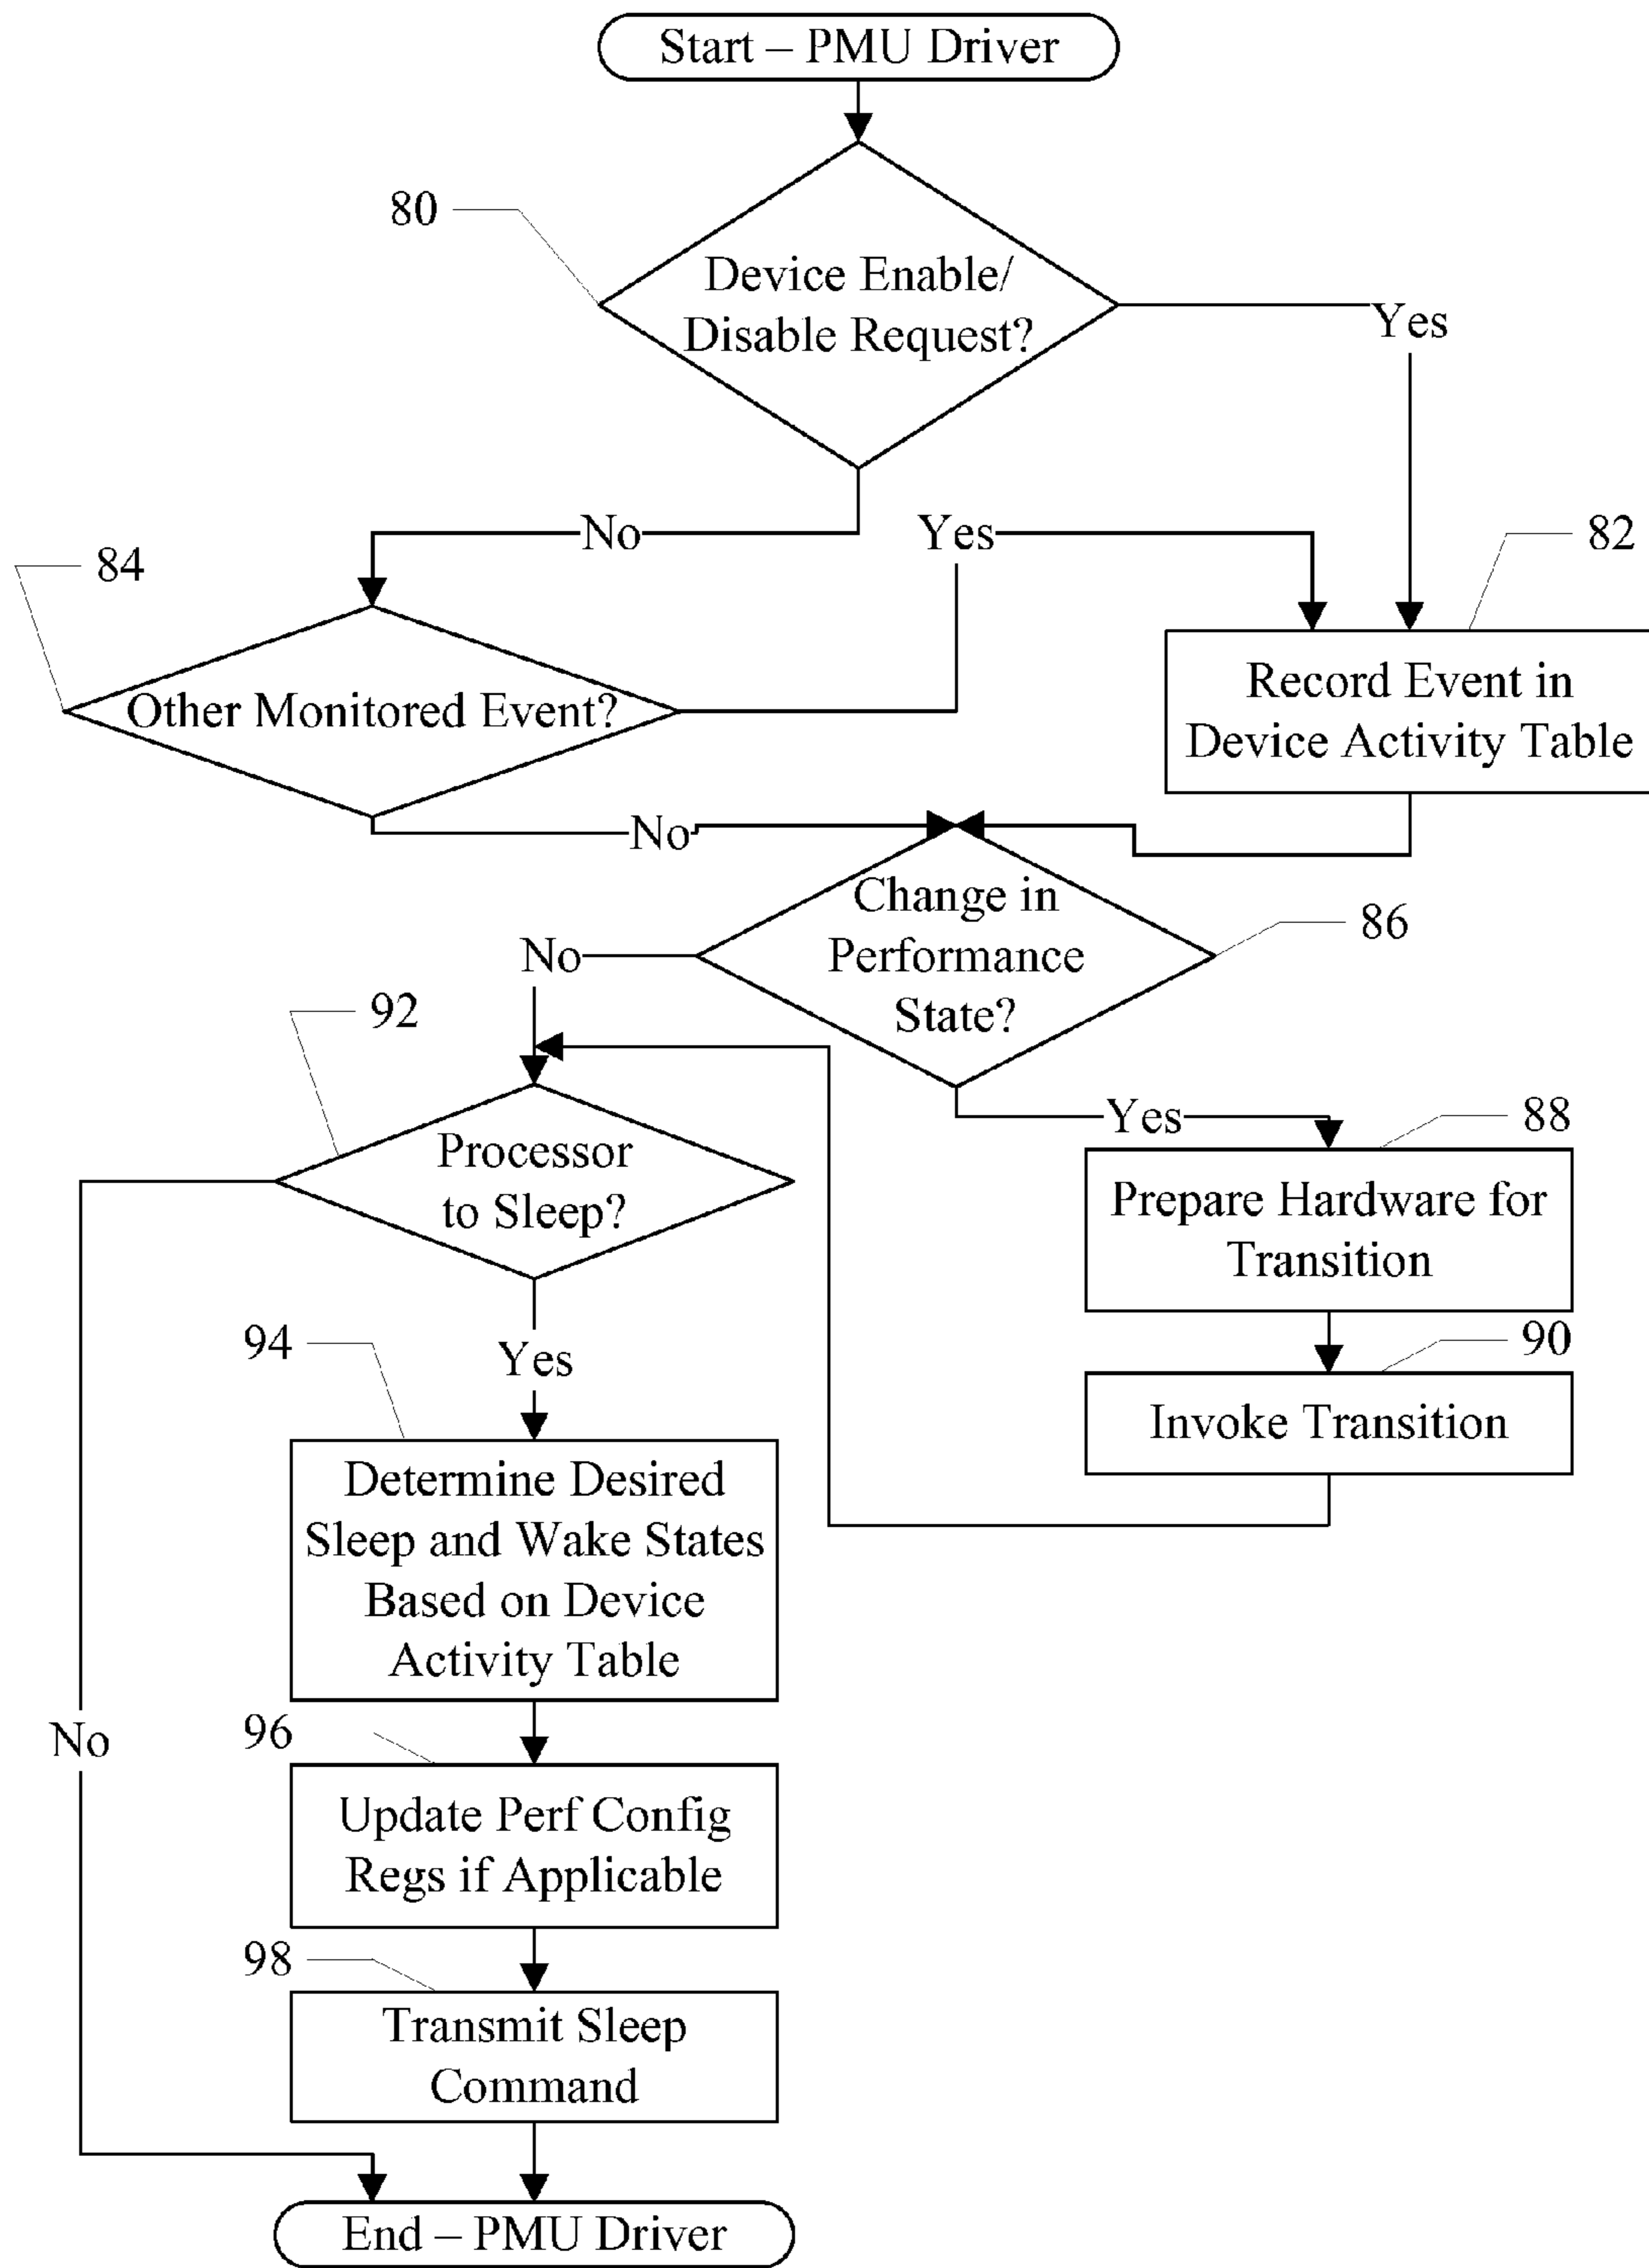 Start – PMU Driver
80
Device Enable/
Disable Request?
Yes
No
Yes
82
84
Other Monitored Event?
Record Event in
Device Activity Table
No
Change in
Performance
State?
86
No
92
Processor
to Sleep?
Yes
88
Prepare Hardware for
Transition
94
Yes
90
Invoke Transition
Determine Desired
Sleep and Wake States
Based on Device
Activity Table
No
96
Update Perf Config
Regs if Applicable
98
Transmit Sleep
Command
End – PMU Driver